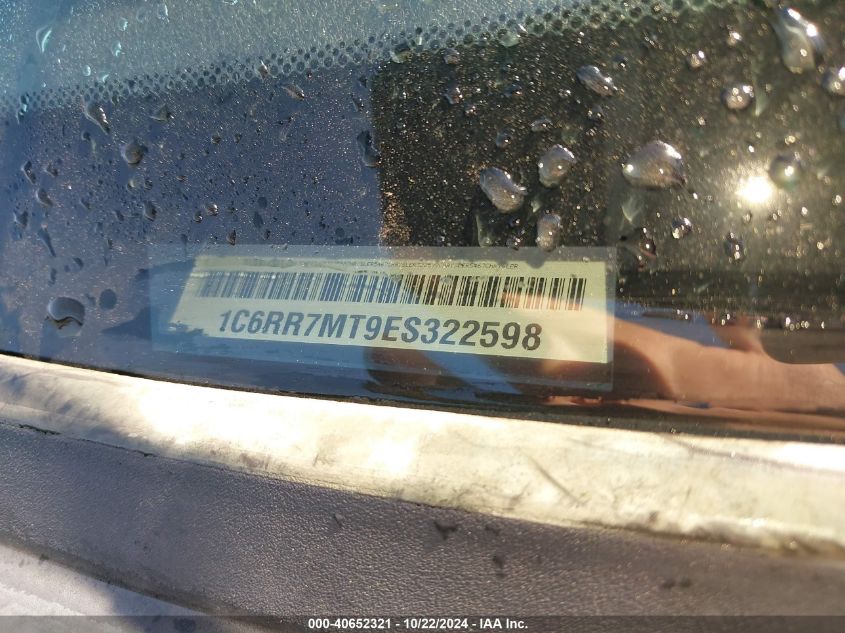 1C6RR7MT9ES322598
000-40652321 | 10/22/2024 - IAA, Inc.